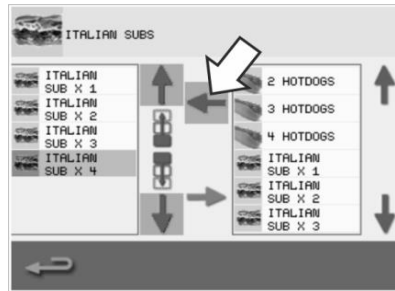 ITALIAN SUBS
ITALIAN
SUB X 1
ITALIAN
SUB X 2
ITALIAN
SUB X 3
ITALIAN
SUB X 4
2 HOTDOGS
3 HOTDOGS
4 HOTDOGS
ITALIAN
SUB X 1
ITALIAN
SUB X 2
ITALIAN
SUB X 3